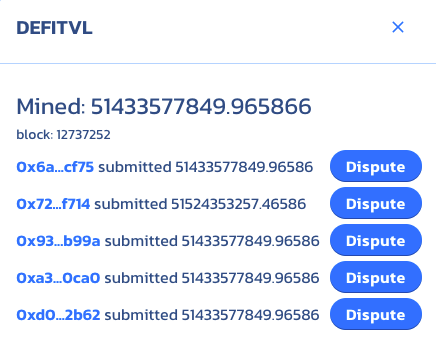 DEFITVL
Mined: 51433577849.965866
block: 12737252
0x6a...cf75 submitted 51433577849.96586 Dispute
0x72...f714 submitted 51524353257.46586 Dispute
0x93...b99a submitted 51433577849.96586 Dispute
0xa3...0ca0 submitted 51433577849.96586 Dispute
0xd0...2b62 submitted 51433577849.96586 Dispute